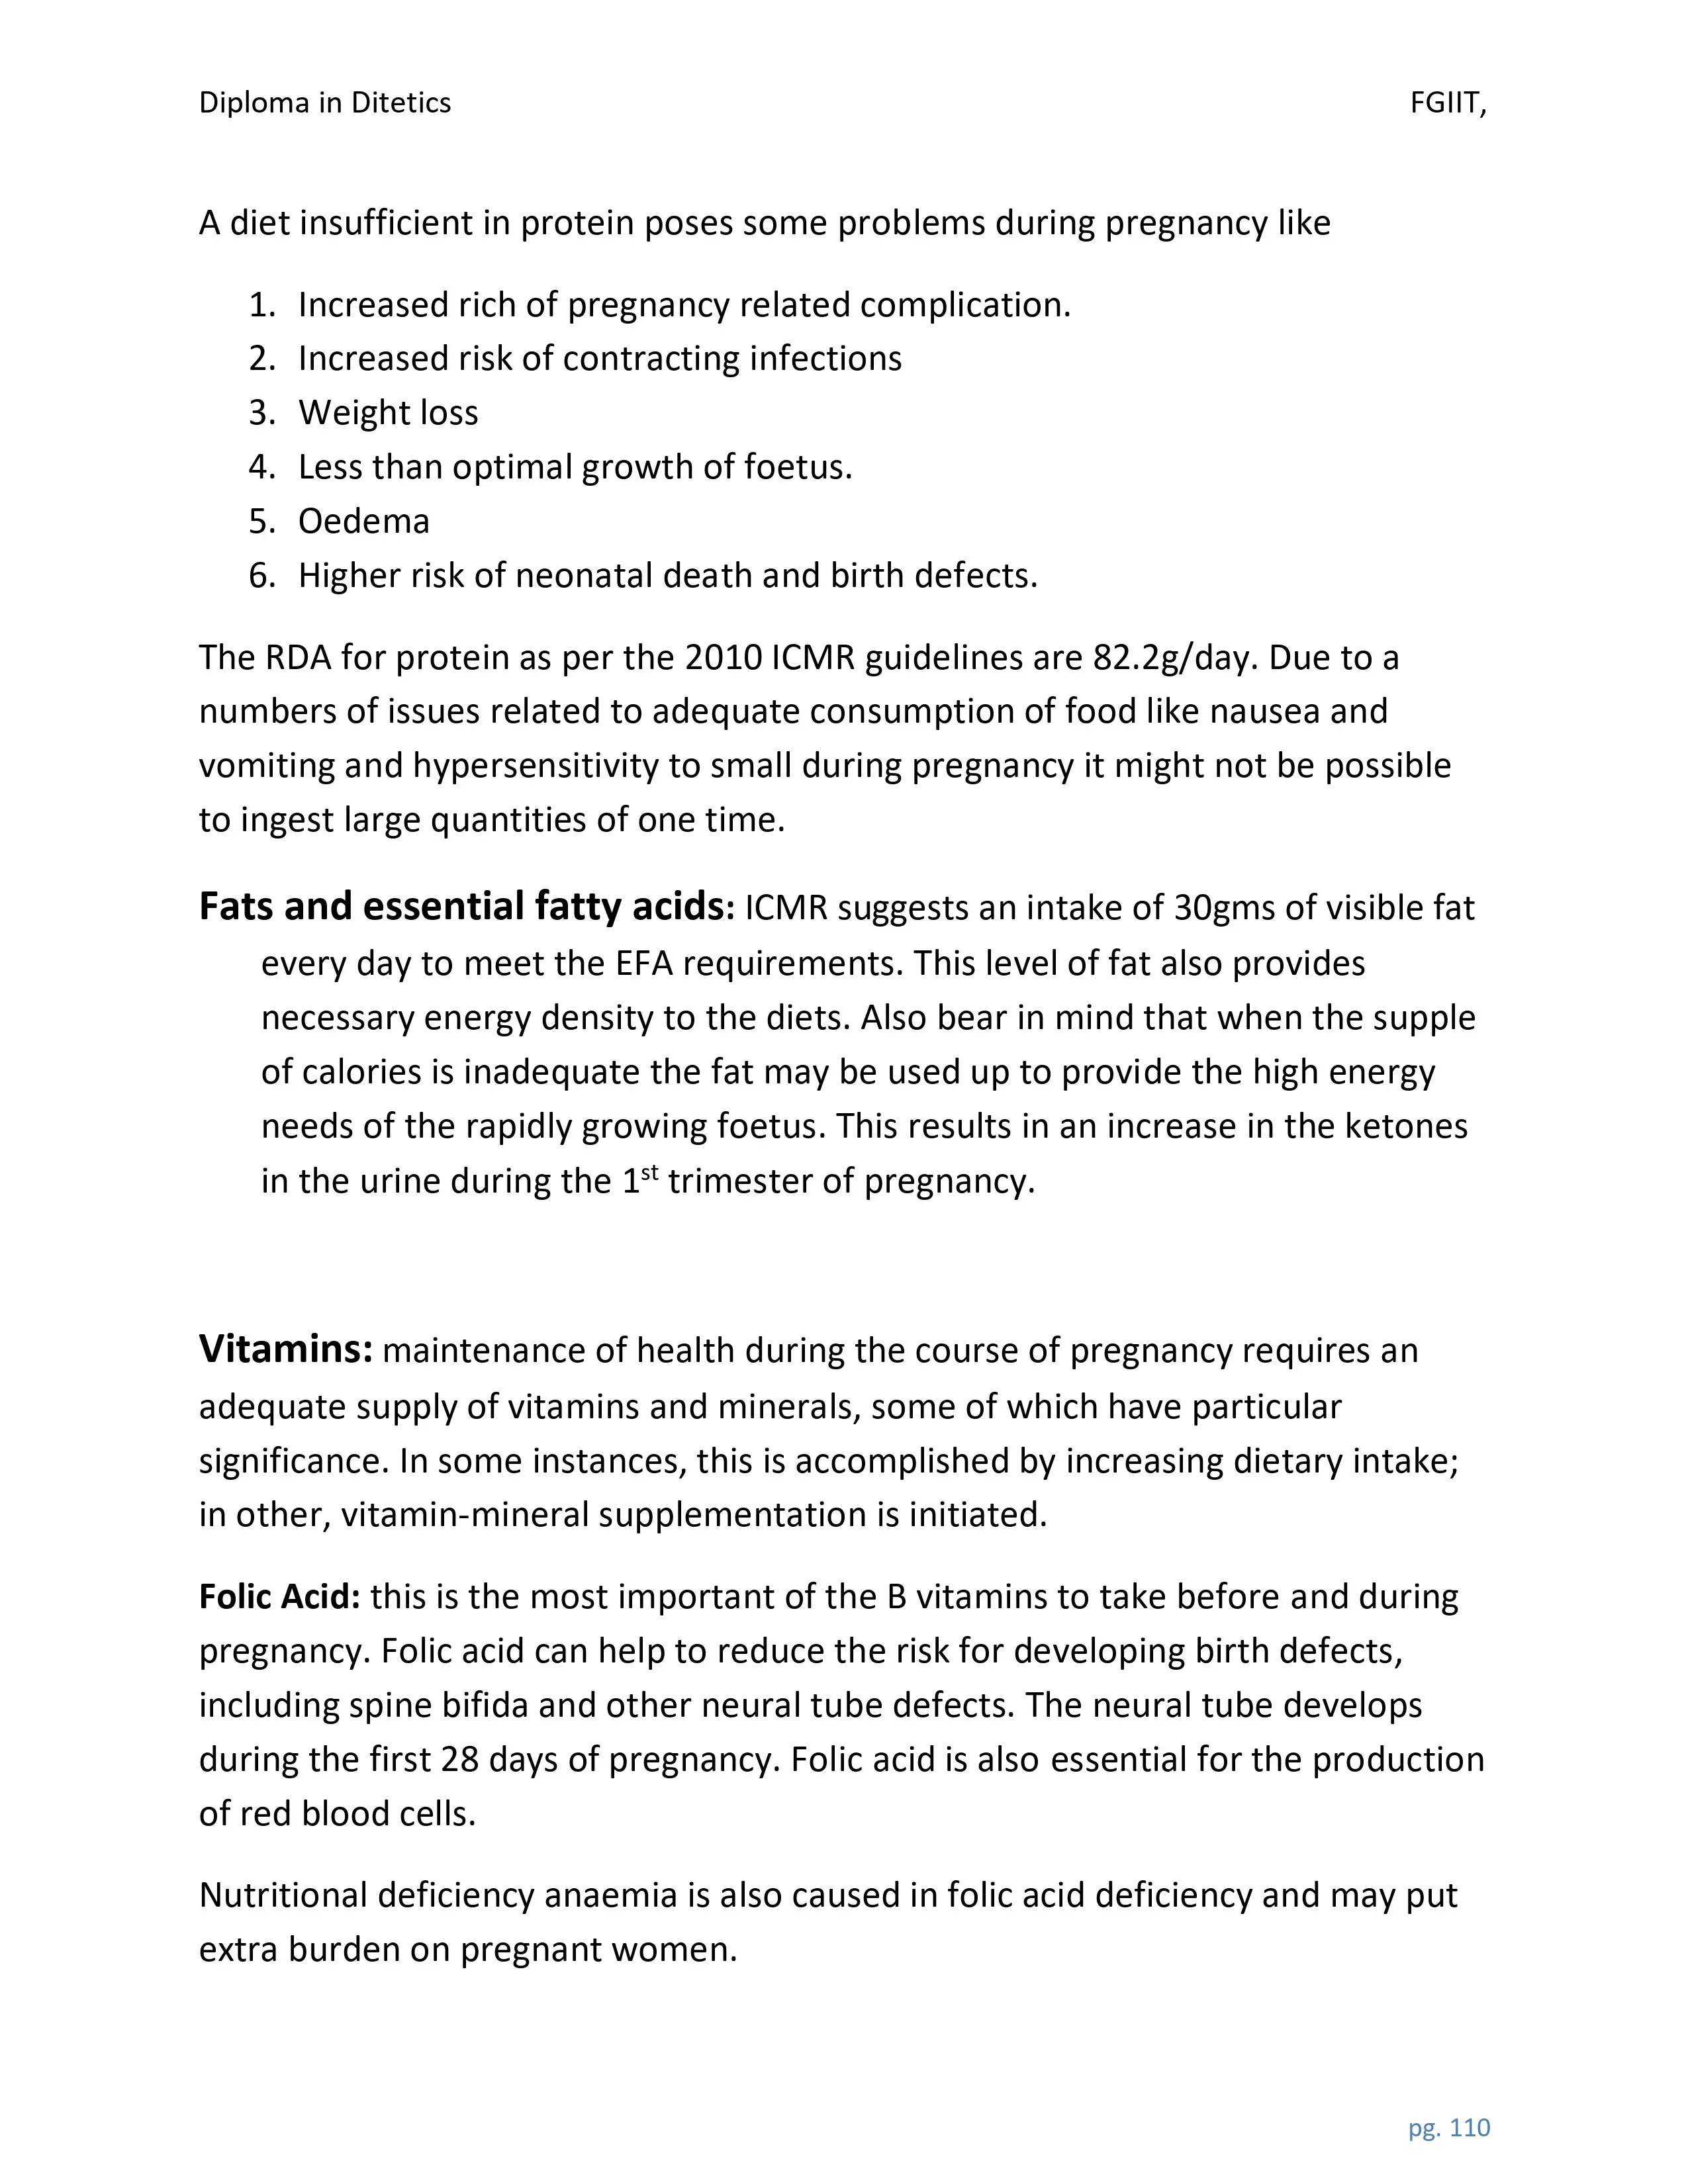 Diploma in Ditetics FGIIT,
A diet insufficient in protein poses some problems during pregnancy like
1. Increased rich of pregnancy related complication.
2. Increased risk of contracting infections
3. Weight loss
4. Less than optimal growth of foetus.
5. Oedema
6. Higher risk of neonatal death and birth defects.
The RDA for protein as per the 2010 ICMR guidelines are 82.2g/day. Due to a
numbers of issues related to adequate consumption of food like nausea and
vomiting and hypersensitivity to small during pregnancy it might not be possible
to ingest large quantities of one time.
Fats and essential fatty acids: ICMR suggests an intake of 30gms of visible fat
every day to meet the EFA requirements. This level of fat also provides
necessary energy density to the diets. Also bear in mind that when the supple
of calories is inadequate the fat may be used up to provide the high energy
needs of the rapidly growing foetus. This results in an increase in the ketones
in the urine during the 1st trimester of pregnancy.
Vitamins: maintenance of health during the course of pregnancy requires an
adequate supply of vitamins and minerals, some of which have particular
significance. In some instances, this is accomplished by increasing dietary intake;
in other, vitamin-mineral supplementation is initiated.
Folic Acid: this is the most important of the B vitamins to take before and during
pregnancy. Folic acid can help to reduce the risk for developing birth defects,
including spine bifida and other neural tube defects. The neural tube develops
during the first 28 days of pregnancy. Folic acid is also essential for the production
of red blood cells.
Nutritional deficiency anaemia is also caused in folic acid deficiency and may put
extra burden on pregnant women.
pg. 110